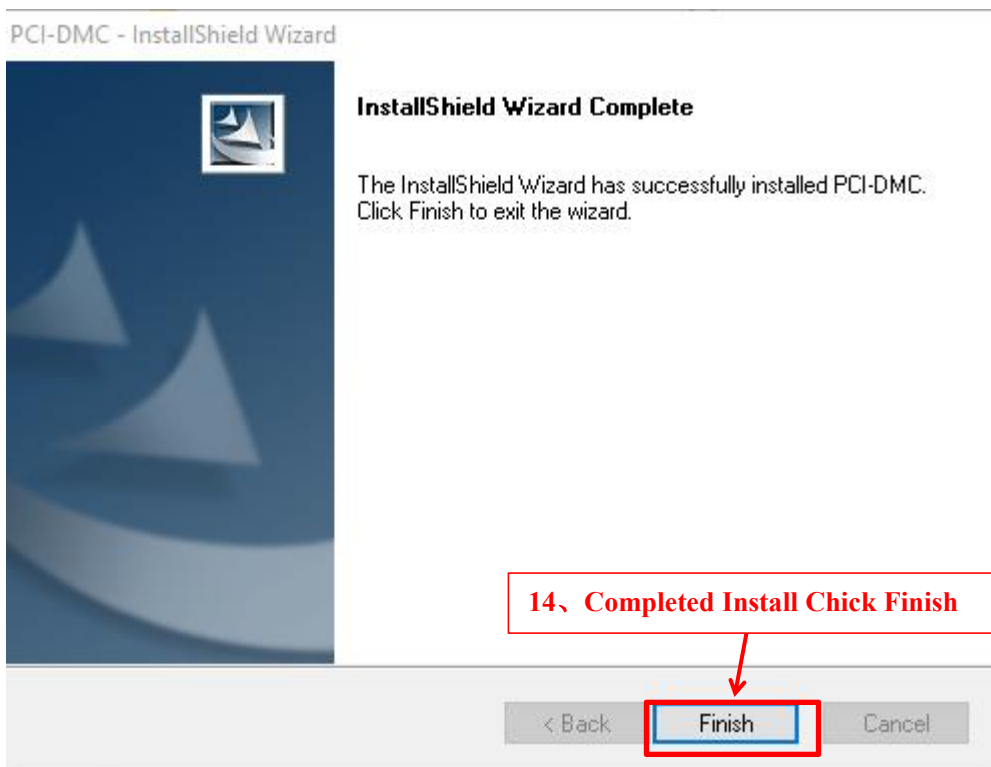 PCI-DMC - InstallShield Wizard
InstallShield Wizard Complete
The InstallShield Wizard has successfully installed PCI-DMC.
Click Finish to exit the wizard.
14、Completed Install Chick Finish
< Back Finish Cancel